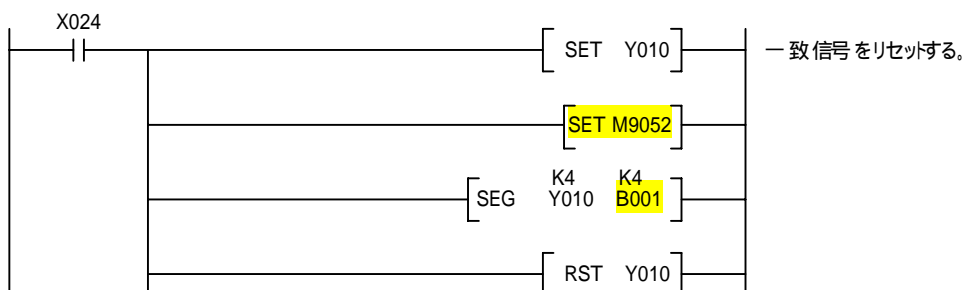 X024
SET Y010 一致信号をリセットする。
SET M9052
K4 K4
SEG Y010 B001
RST Y010